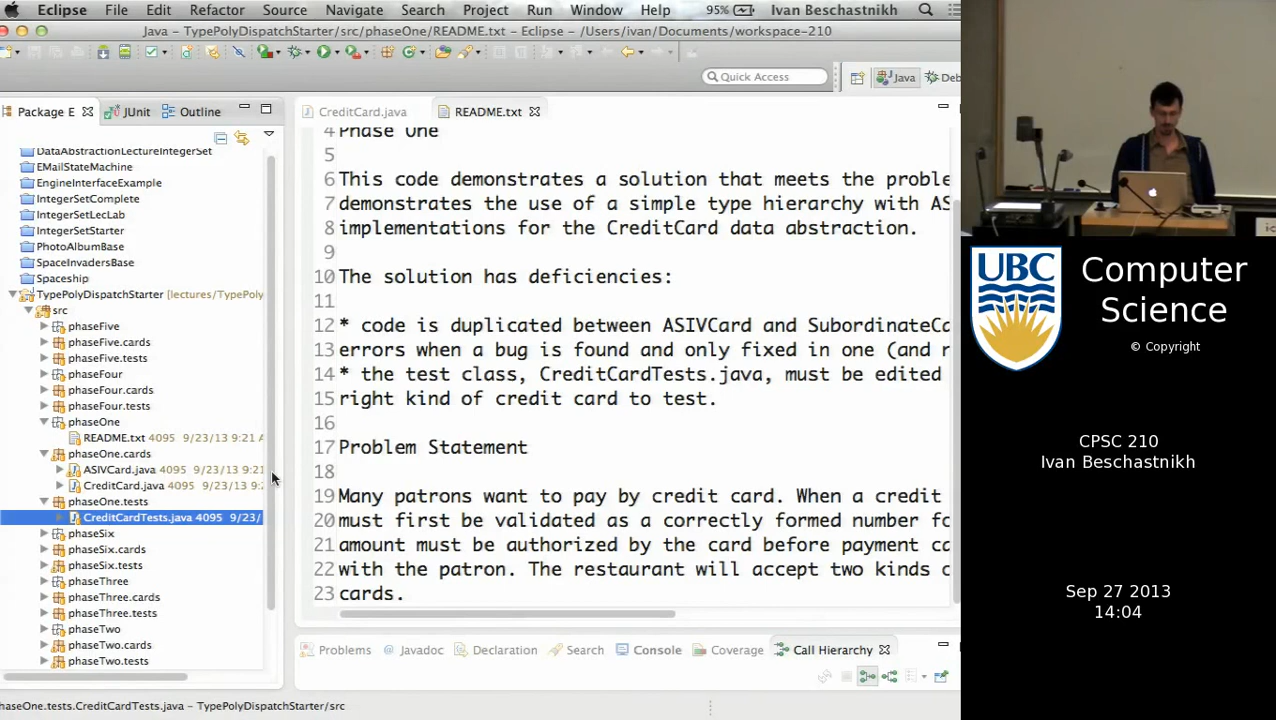 Eclipse File Edit Refactor Source Navigate Search Project Run Window Help 95% Ivan Beschastnikh
Java - TypePolyDispatchStarter/src/phaseOne/README.txt - Eclipse - /Users/ivan/Documents/workspace-210
Quick Access Java Deb
Package E JUnit Outline
DataAbstractionLectureIntegerSet
EMailStateMachine
EngineInterfaceExample
IntegerSetComplete
IntegerSetLecLab
IntegerSetStarter
PhotoAlbumBase
SpaceInvadersBase
Spaceship
TypePolyDispatchStarter [lectures/TypePoly
src
phaseFive
phaseFive.cards
phaseFive.tests
phaseFour
phaseFour.cards
phaseFour.tests
phaseOne
README.txt 4095 9/23/13 9:21 A
phaseOne.cards
ASIVCard.java 4095 9/23/13 9:21
CreditCard.java 4095 9/23/13 9:2
phaseOne.tests
CreditCardTests.java 4095 9/23/
phaseSix
phaseSix.cards
phaseSix.tests
phaseThree
phaseThree.cards
phaseThree.tests
phaseTwo
phaseTwo.cards
phaseTwo.tests
CreditCard.java README.txt
4 Phase One
5
6 This code demonstrates a solution that meets the proble
7 demonstrates the use of a simple type hierarchy with AS
8 implementations for the CreditCard data abstraction.
9
10 The solution has deficiencies:
11
12 * code is duplicated between ASIVCard and SubordinateCa
13 errors when a bug is found and only fixed in one (and n
14 * the test class, CreditCardTests.java, must be edited
15 right kind of credit card to test.
16
17 Problem Statement
18
19 Many patrons want to pay by credit card. When a credit
20 must first be validated as a correctly formed number fo
21 amount must be authorized by the card before payment ca
22 with the patron. The restaurant will accept two kinds o
23 cards.
Problems Javadoc Declaration Search Console Coverage Call Hierarchy
haseOne.tests.CreditCardTests.java - TypePolyDispatchStarter/src
UBC
Computer
Science
© Copyright
CPSC 210
Ivan Beschastnikh
Sep 27 2013
14:04